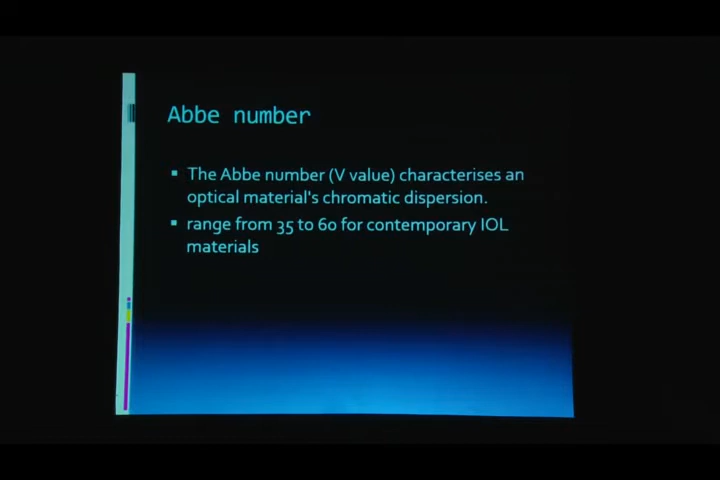 Abbe number
▪ The Abbe number (V value) characterises an
optical material's chromatic dispersion.
▪ range from 35 to 60 for contemporary IOL
materials